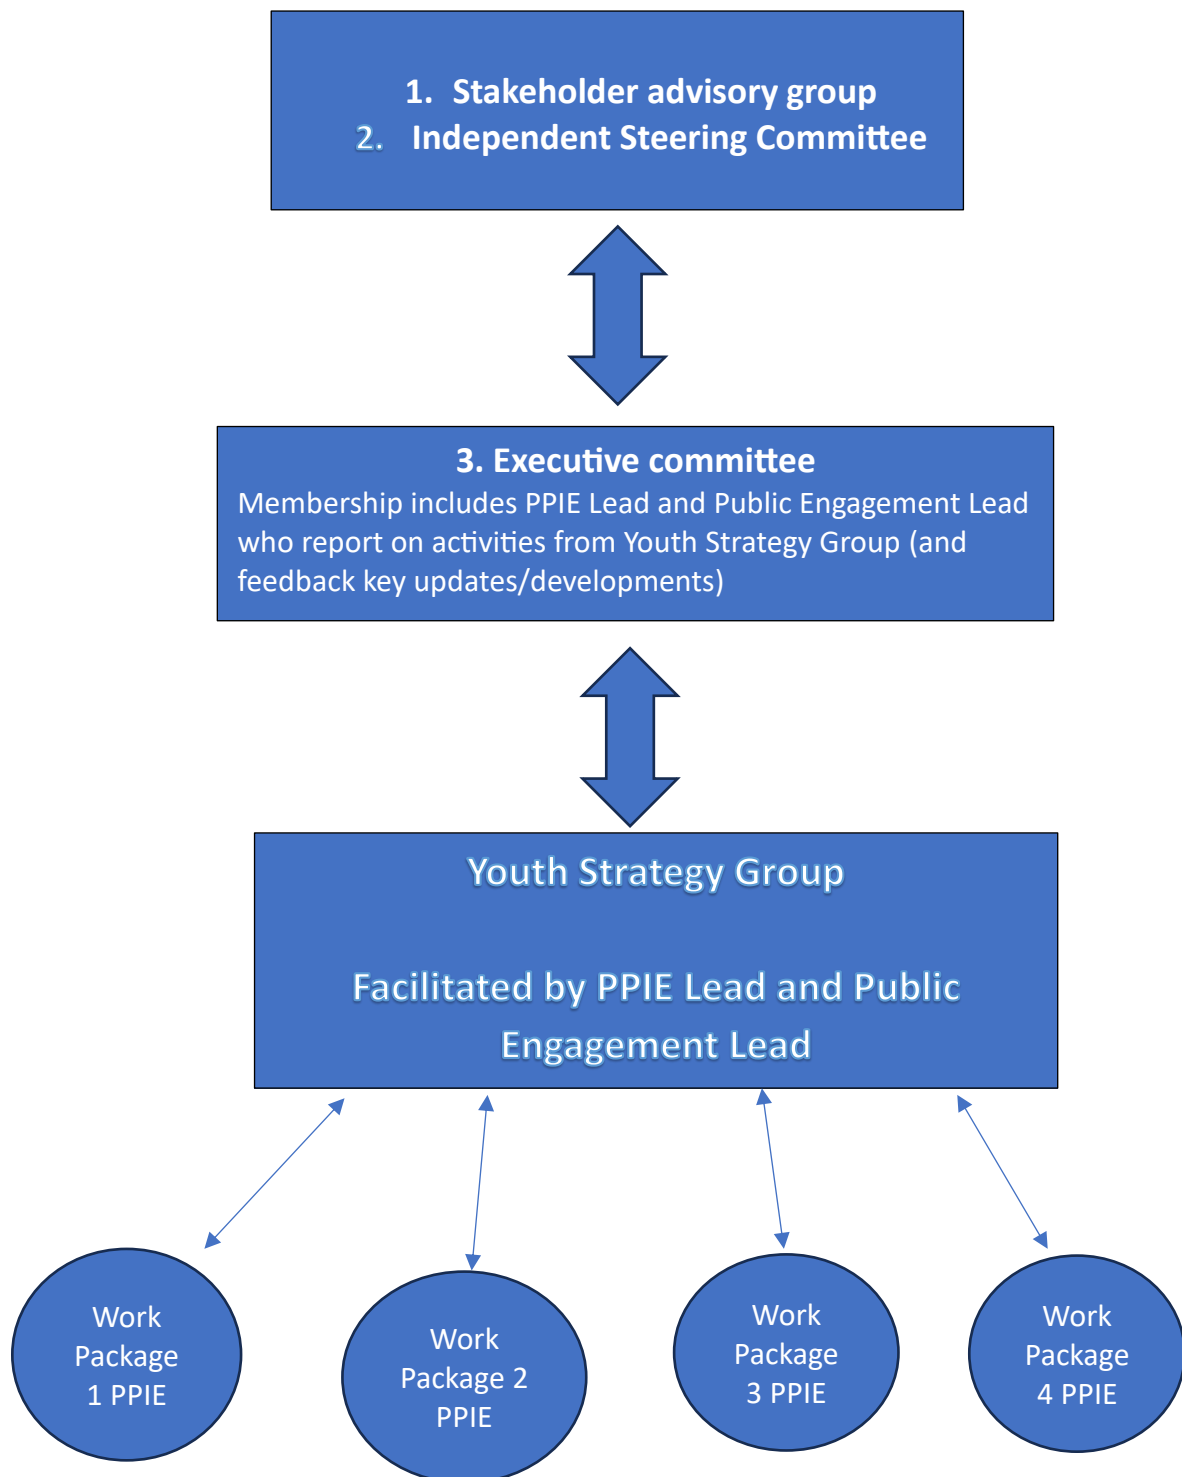 1. Stakeholder advisory group
2. Independent Steering Committee
3. Executive committee
Membership includes PPIE Lead and Public Engagement Lead
who report on activities from Youth Strategy Group (and
feedback key updates/developments)
Youth Strategy Group
Facilitated by PPIE Lead and Public
Engagement Lead
Work
Package
1 PPIE
Work
Package 2
PPIE
Work
Package
3 PPIE
Work
Package
4 PPIE